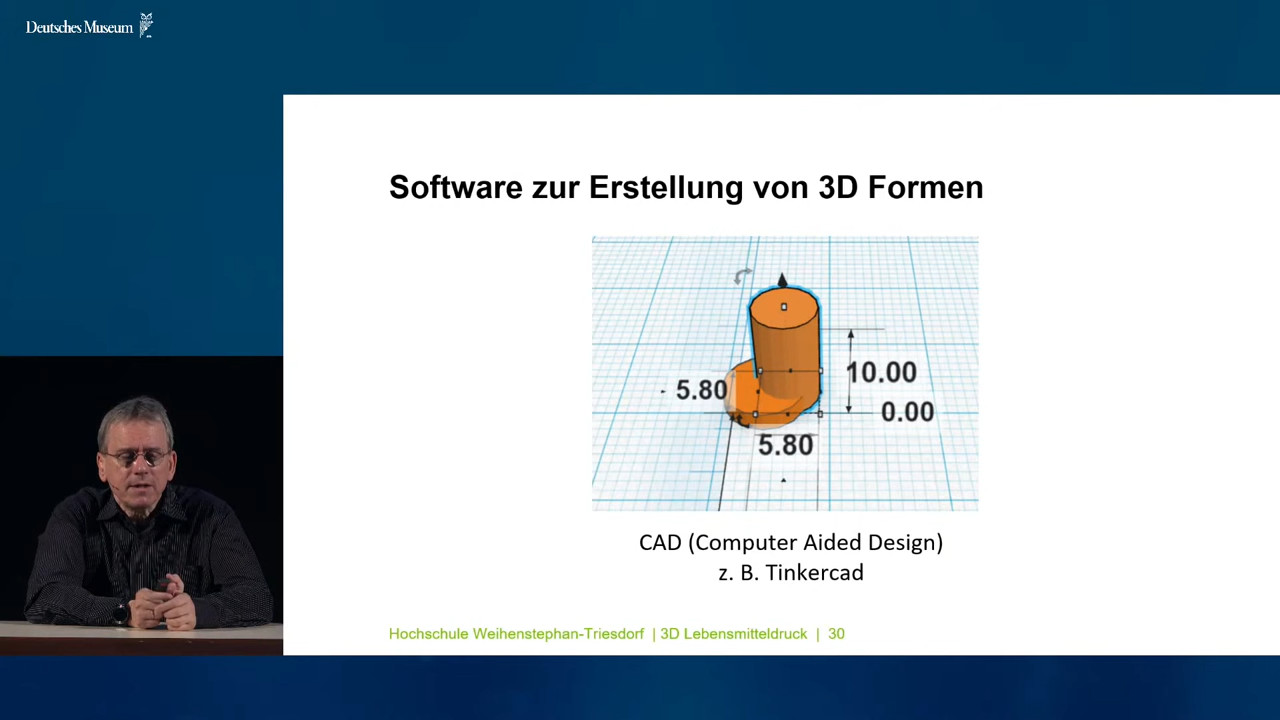 Deutsches Museum
Software zur Erstellung von 3D Formen
5.80
10.00
0.00
5.80
CAD (Computer Aided Design)
z. B. Tinkercad
Hochschule Weihenstephan-Triesdorf | 3D Lebensmitteldruck | 30